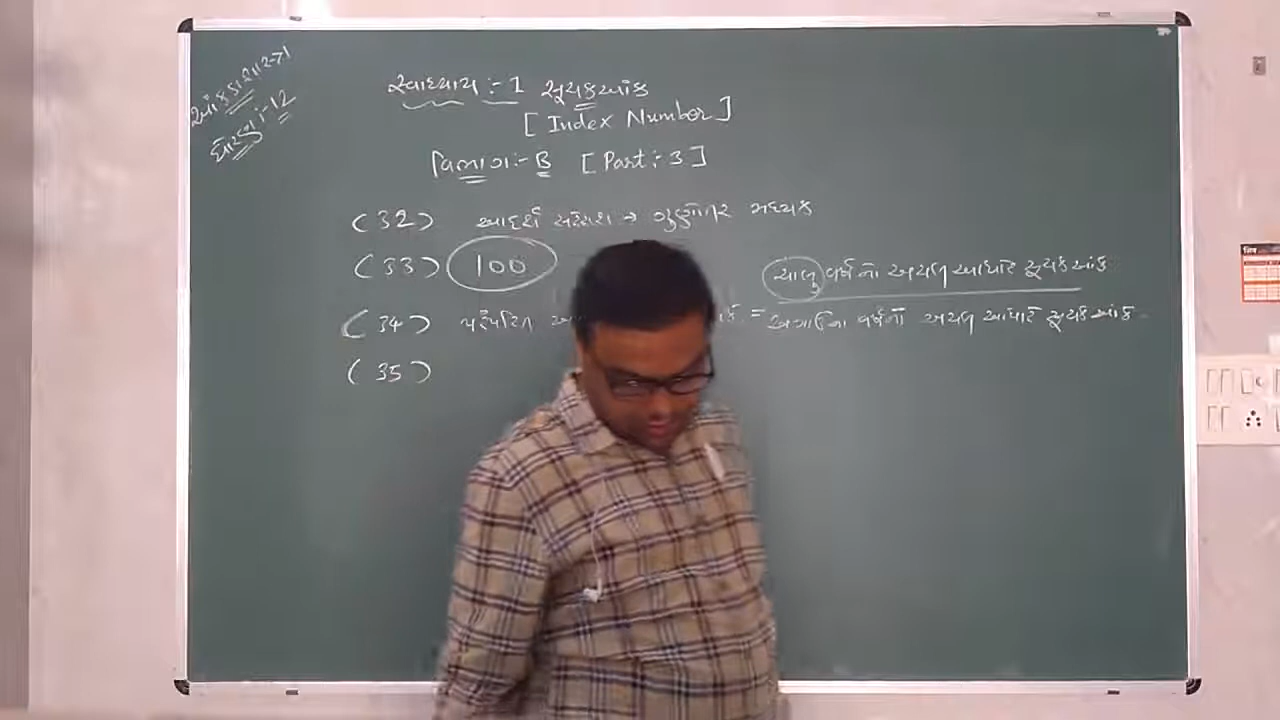 આંકડાશાસ્ત્ર-1
ધોરણ :- 12
સ્વાધ્યાય :- 1 સૂચકઆંક
[ Index Number ]
વિભાગ :- B [ Part :- 3 ]
(32) આદર્શ સરેરાશ → ગુણોત્તર મધ્યક
(33) 100
ચાલુ વર્ષનો અચળ આધારે સૂચકઆંક
(34) પરંપરિત = અગાઉના વર્ષનો અચળ આધારે સૂચકઆંક
(35)